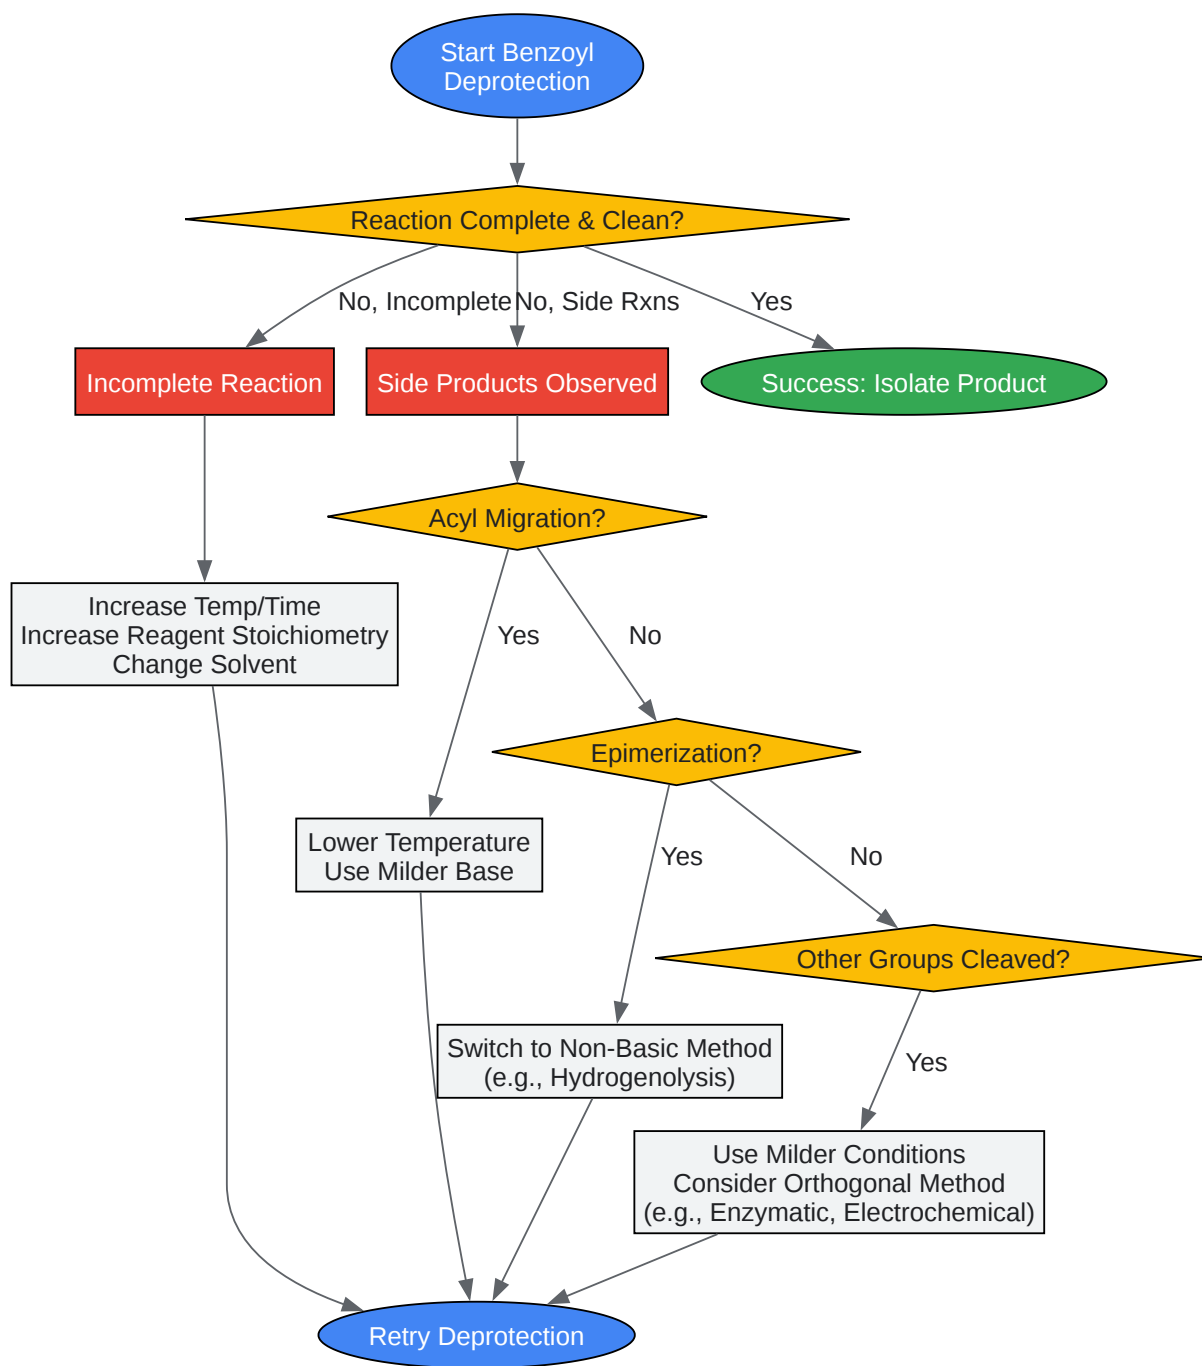 Start Benzoyl
Deprotection
Reaction Complete & Clean?
No, Incomplete
No, Side Rxns
Yes
Incomplete Reaction
Side Products Observed
Success: Isolate Product
Acyl Migration?
Increase Temp/Time
Increase Reagent Stoichiometry
Change Solvent
Yes
No
Epimerization?
Lower Temperature
Use Milder Base
Yes
No
Other Groups Cleaved?
Switch to Non-Basic Method
(e.g., Hydrogenolysis)
Yes
Use Milder Conditions
Consider Orthogonal Method
(e.g., Enzymatic, Electrochemical)
Retry Deprotection